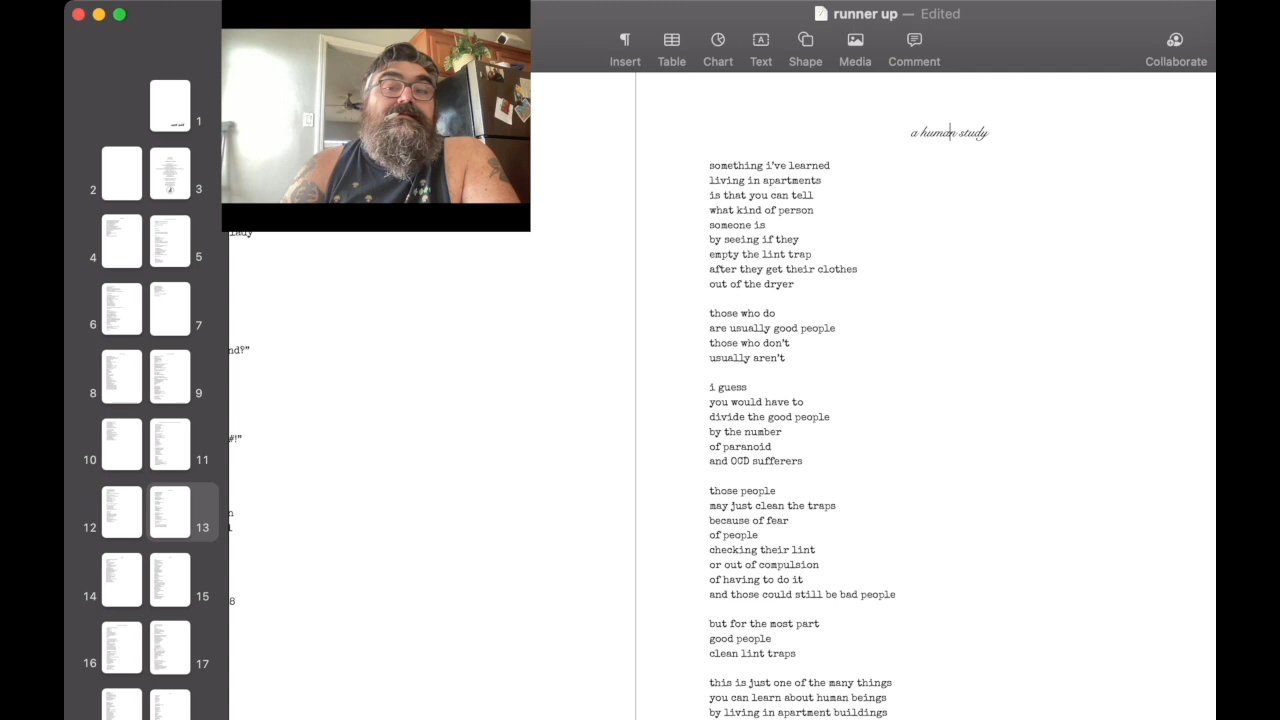 runner up — Edited
Insert
Table
Chart
Text
Shape
Media
Comment
Collaborate
1
2
3
4
5
6
7
8
9
10
11
12
13
14
15
16
17
lady
nd?"
#!"
n
8
a human study
something i've learned
living in apartments
is that you can tell
what kind of person
someone is
by seeing if they
empty the lint trap
after they get their clothes
out of the dryer
those who do
are usually good people
those who don't
usually aren't
i guess
you would have to
divide the good people
by the number
of paranoid
and OCD sufferers
those people
may just clean the traps
because of fear
of people
checking their lint
or out of compulsion
of having to do it
and those could still be bad people
but for the most part
good people
clean lint traps
this is just one of the many things
you can learn about human beings
by living in apartment buildings